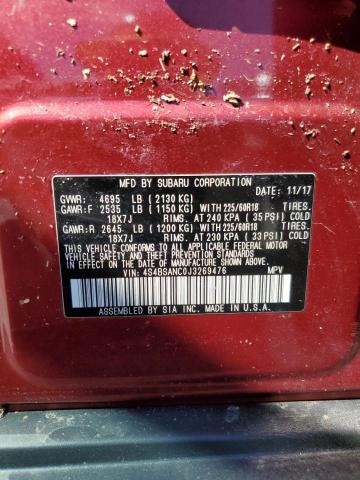 MFD BY SUBARU CORPORATION DATE: 11/17
GVWR: 4695 LB ( 2130 KG)
GAWR:F 2535 LB ( 1150 KG) WITH 225/60R18
18X7J RIMS. AT 240 KPA ( 35 PSI) COLD
GAWR:R 2645 LB ( 1200 KG) WITH 225/60R18
18X7J RIMS. AT 230 KPA ( 33 PSI) COLD
THIS VEHICLE CONFORMS TO ALL APPLICABLE FEDERAL MOTOR
VEHICLE SAFETY AND THEFT PREVENTION STANDARDS IN EFFECT
ON THE DATE OF MANUFACTURE SHOWN ABOVE.
VIN: 4S4BSANC0J3269476 MPV
ASSEMBLED BY SIA INC. IN U.S.A.